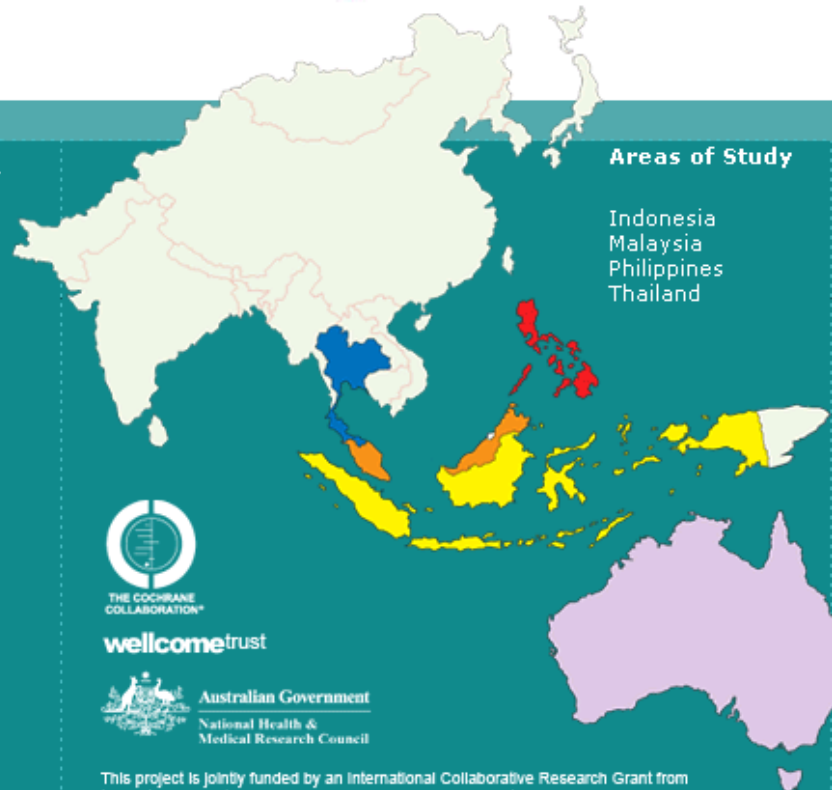 Areas of Study
Indonesia
Malaysia
Philippines
Thailand
THE COCHRANE
COLLABORATION®
wellcometrust
Australian Government
National Health &
Medical Research Council
This project is jointly funded by an International Collaborative Research Grant from